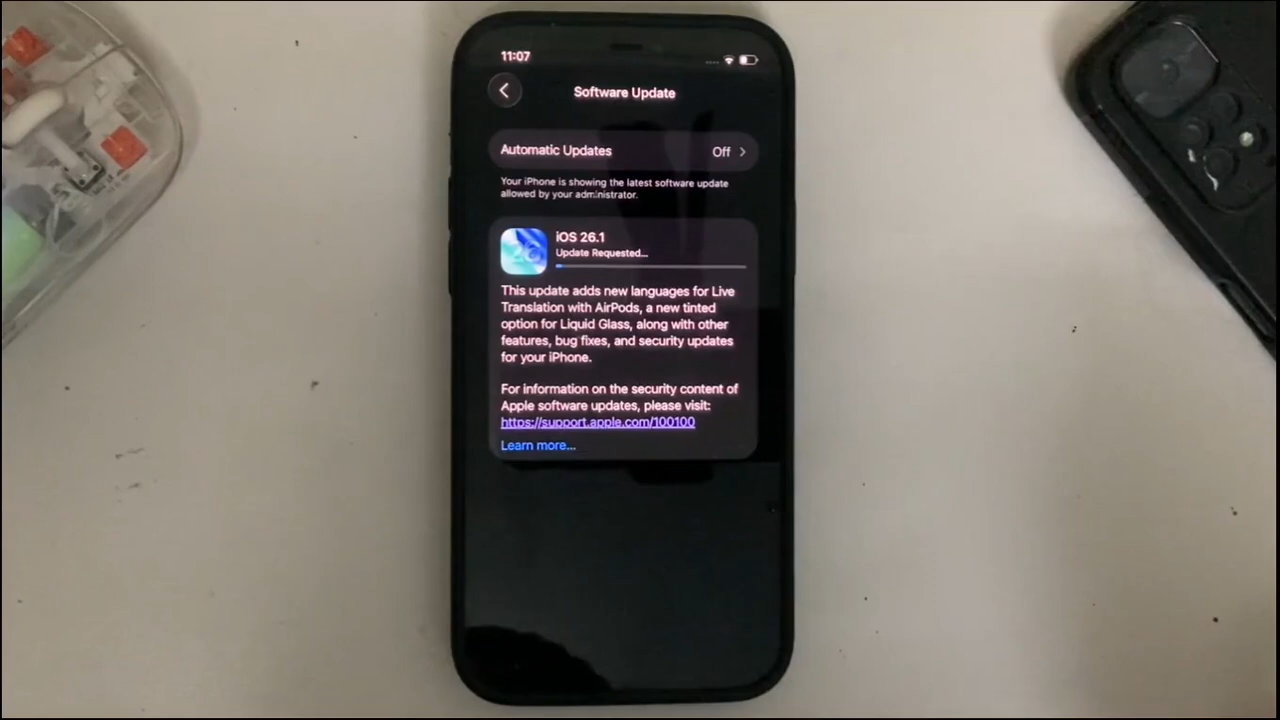 11:07
Software Update
Automatic Updates Off
Your iPhone is showing the latest software update
allowed by your administrator.
iOS 26.1
Update Requested...
This update adds new languages for Live
Translation with AirPods, a new tinted
option for Liquid Glass, along with other
features, bug fixes, and security updates
for your iPhone.
For information on the security content of
Apple software updates, please visit:
https://support.apple.com/100100
Learn more...